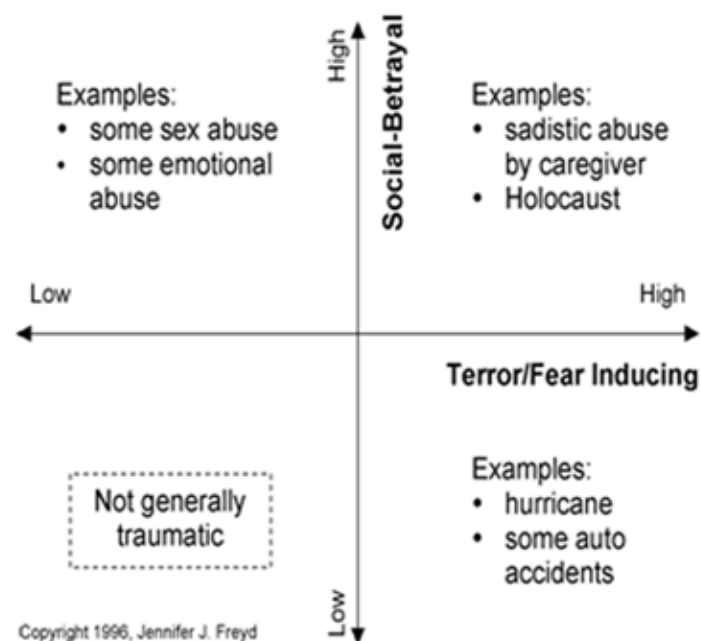 High
Social-Betrayal
Examples:
• some sex abuse
• some emotional
abuse
Examples:
• sadistic abuse
by caregiver
• Holocaust
Low
High
Terror/Fear Inducing
Not generally
traumatic
Examples:
• hurricane
• some auto
accidents
Low
Copyright 1996, Jennifer J. Freyd